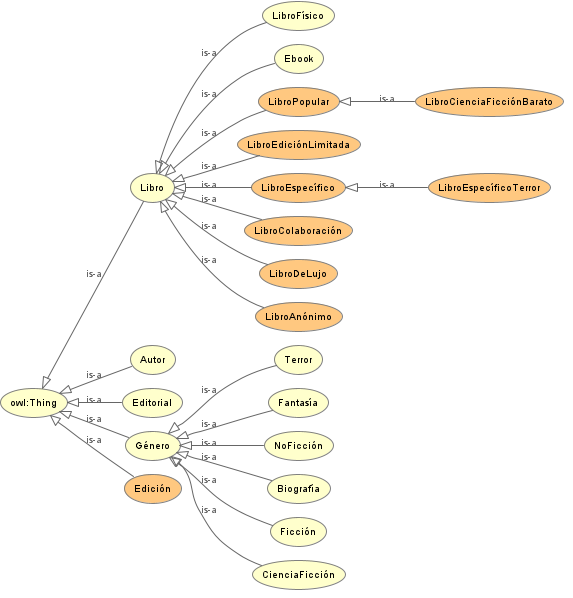 LibroFísico
is-a
Ebook
is-a
LibroPopular
is-a
LibroCienciaFicciónBarato
is-a
LibroEdiciónLimitada
is-a
Libro
is-a
LibroEspecífico
is-a
LibroEspecíficoTerror
is-a
LibroColaboración
is-a
LibroDeLujo
is-a
is-a
LibroAnónimo
Autor
Terror
is-a
is-a
owl:Thing
is-a
Editorial
Fantasía
is-a
is-a
Género
is-a
NoFicción
is-a
is-a
Edición
Biografía
is-a
Ficción
is-a
CienciaFicción